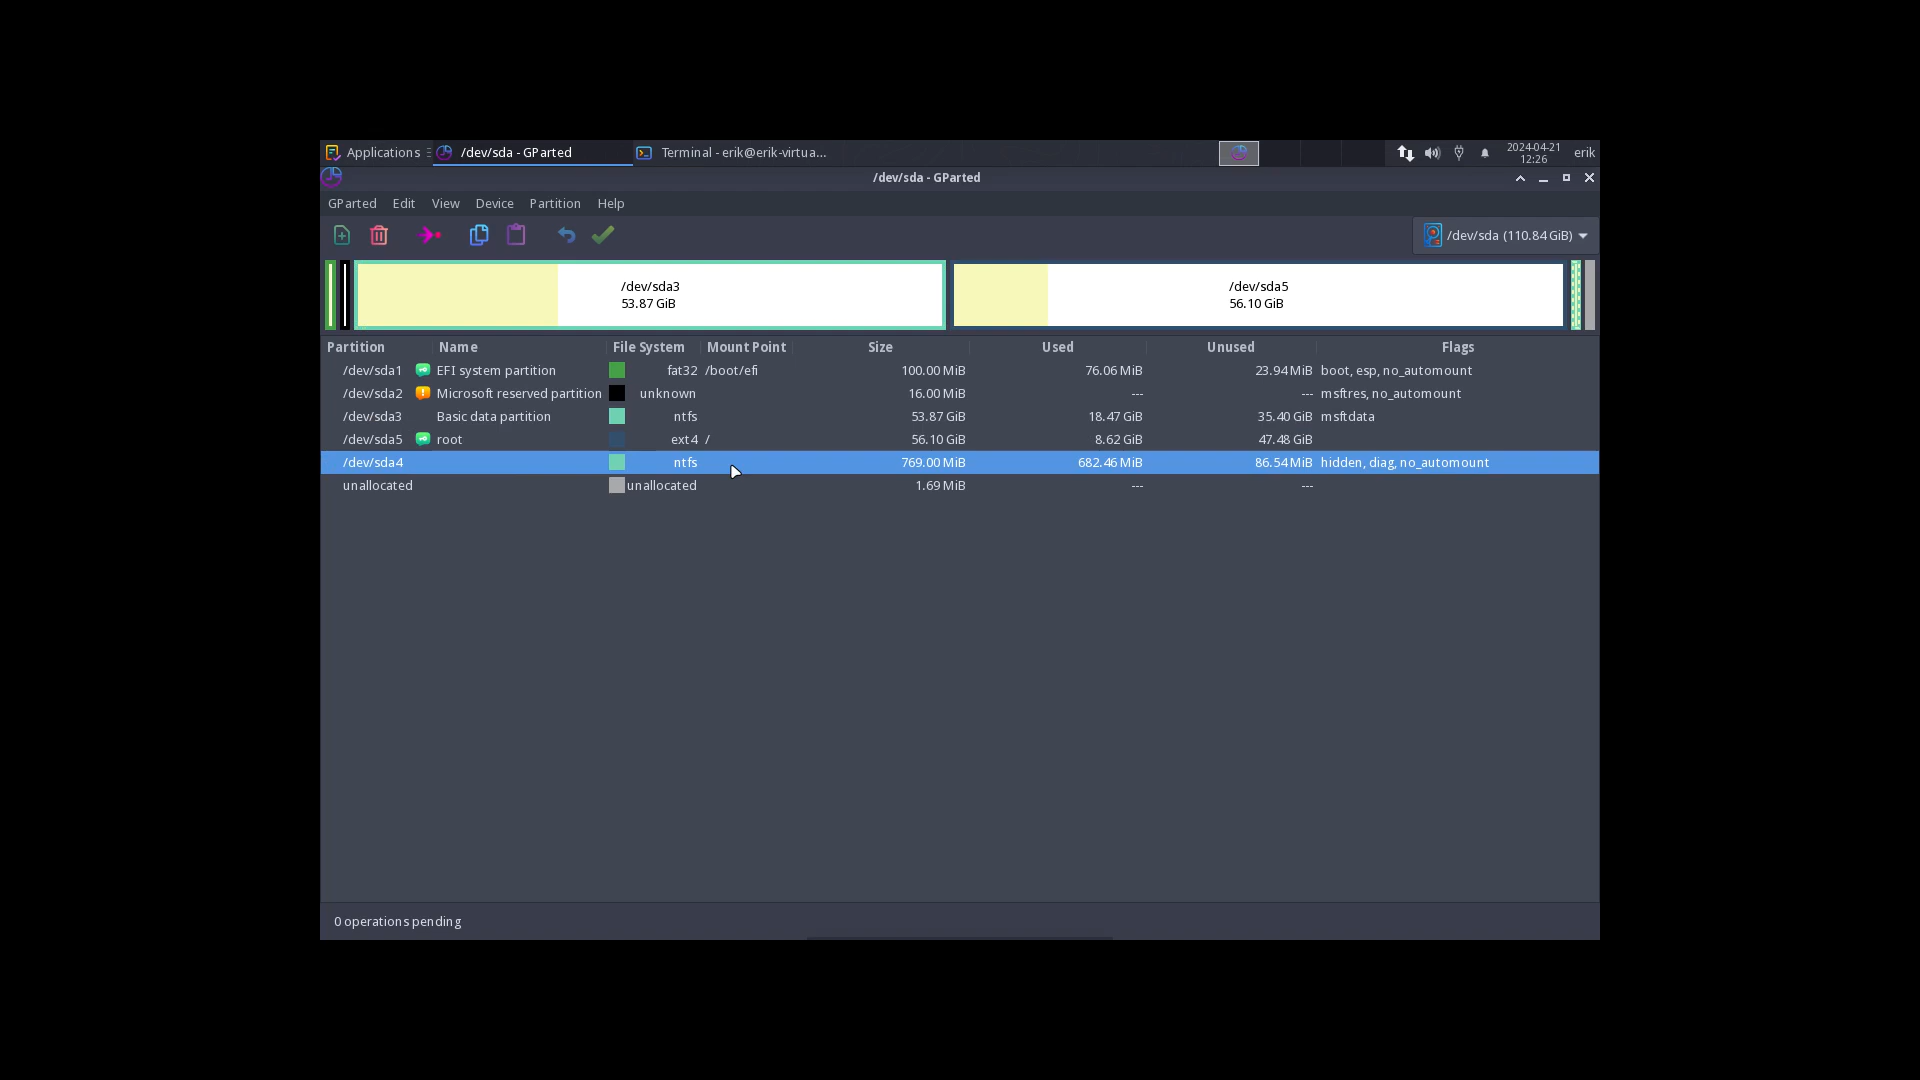 Applications /dev/sda - GParted Terminal - erik@erik-virtua... 2024-04-21 12:26 erik
/dev/sda - GParted
GParted Edit View Device Partition Help
/dev/sda (110.84 GiB)
/dev/sda3 /dev/sda5
53.87 GiB 56.10 GiB
Partition Name File System Mount Point Size Used Unused Flags
/dev/sda1 EFI system partition fat32 /boot/efi 100.00 MiB 76.06 MiB 23.94 MiB boot, esp, no_automount
/dev/sda2 Microsoft reserved partition unknown 16.00 MiB --- --- msftres, no_automount
/dev/sda3 Basic data partition ntfs 53.87 GiB 18.47 GiB 35.40 GiB msftdata
/dev/sda5 root ext4 / 56.10 GiB 8.62 GiB 47.48 GiB
/dev/sda4 ntfs 769.00 MiB 682.46 MiB 86.54 MiB hidden, diag, no_automount
unallocated unallocated 1.69 MiB --- ---
0 operations pending